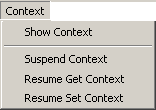 Context
Show Context
Suspend Context
Resume Get Context
Resume Set Context